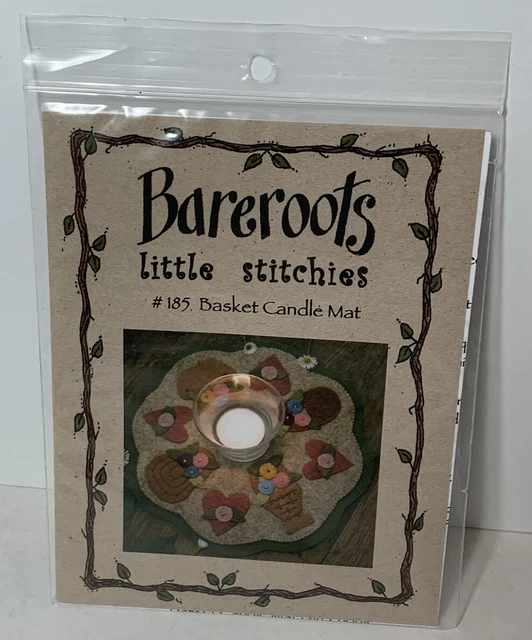 Bareroots
little stitchies
#185. Basket Candle Mat